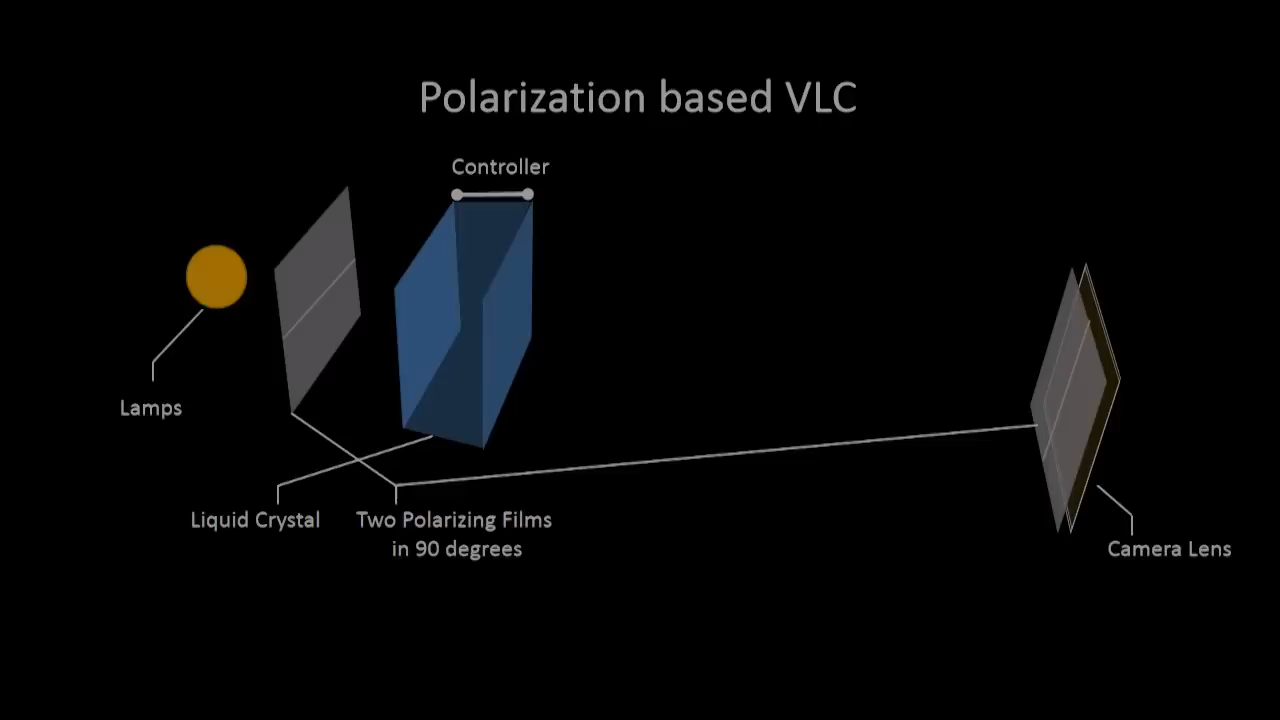 Polarization based VLC
Controller
Lamps
Liquid Crystal
Two Polarizing Films
in 90 degrees
Camera Lens